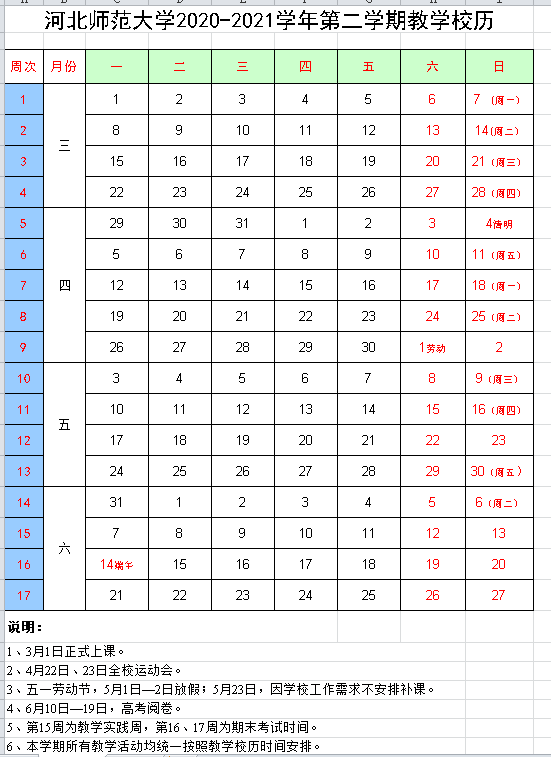 河北师范大学2020-2021学年第二学期教学校历
周次 月份 一 二 三 四 五 六 日
1 1 2 3 4 5 6 7（周一）
2 8 9 10 11 12 13 14（周二）
三
3 15 16 17 18 19 20 21（周三）
4 22 23 24 25 26 27 28（周四）
5 29 30 31 1 2 3 4清明
6 5 6 7 8 9 10 11（周五）
7 四 12 13 14 15 16 17 18（周一）
8 19 20 21 22 23 24 25（周二）
9 26 27 28 29 30 1劳动 2
10 3 4 5 6 7 8 9（周三）
11 10 11 12 13 14 15 16（周四）
五
12 17 18 19 20 21 22 23
13 24 25 26 27 28 29 30（周五）
14 31 1 2 3 4 5 6（周二）
15 7 8 9 10 11 12 13
六
16 14端午 15 16 17 18 19 20
17 21 22 23 24 25 26 27
说明：
1、3月1日正式上课。
2、4月22日、23日全校运动会。
3、五一劳动节，5月1日—2日放假；5月23日，因学校工作需求不安排补课。
4、6月10日—19日，高考阅卷。
5、第15周为教学实践周，第16、17周为期末考试时间。
6、本学期所有教学活动均统一按照教学校历时间安排。